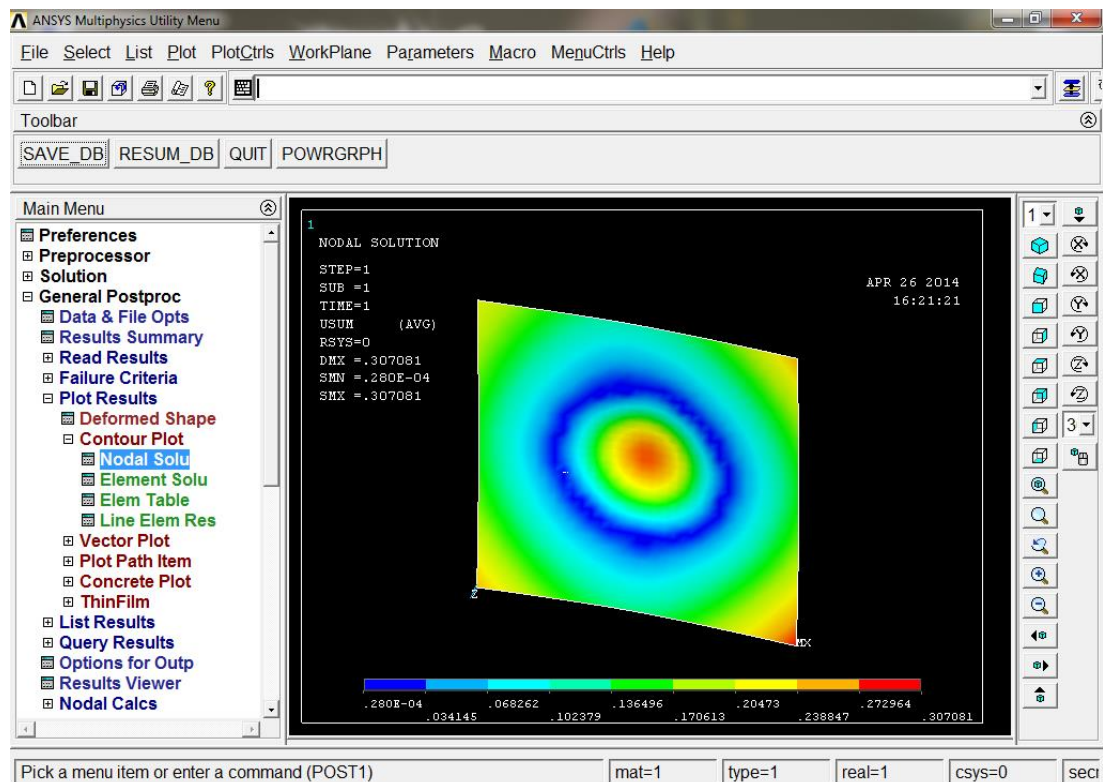 ANSYS Multiphysics Utility Menu
File Select List Plot PlotCtrls WorkPlane Parameters Macro MenuCtrls Help
Toolbar
SAVE_DB RESUM_DB QUIT POWRGRPH
Main Menu
Preferences
Preprocessor
Solution
General Postproc
Data & File Opts
Results Summary
Read Results
Failure Criteria
Plot Results
Deformed Shape
Contour Plot
Nodal Solu
Element Solu
Elem Table
Line Elem Res
Vector Plot
Plot Path Item
Concrete Plot
ThinFilm
List Results
Query Results
Options for Outp
Results Viewer
Nodal Calcs
1
NODAL SOLUTION
STEP=1
SUB =1
TIME=1
USUM (AVG)
RSYS=0
DMX =.307081
SMN =.280E-04
SMX =.307081
APR 26 2014
16:21:21
Z
MX
.280E-04 .068262 .136496 .20473 .272964
.034145 .102379 .170613 .238847 .307081
1
3
Pick a menu item or enter a command (POST1) mat=1 type=1 real=1 csys=0